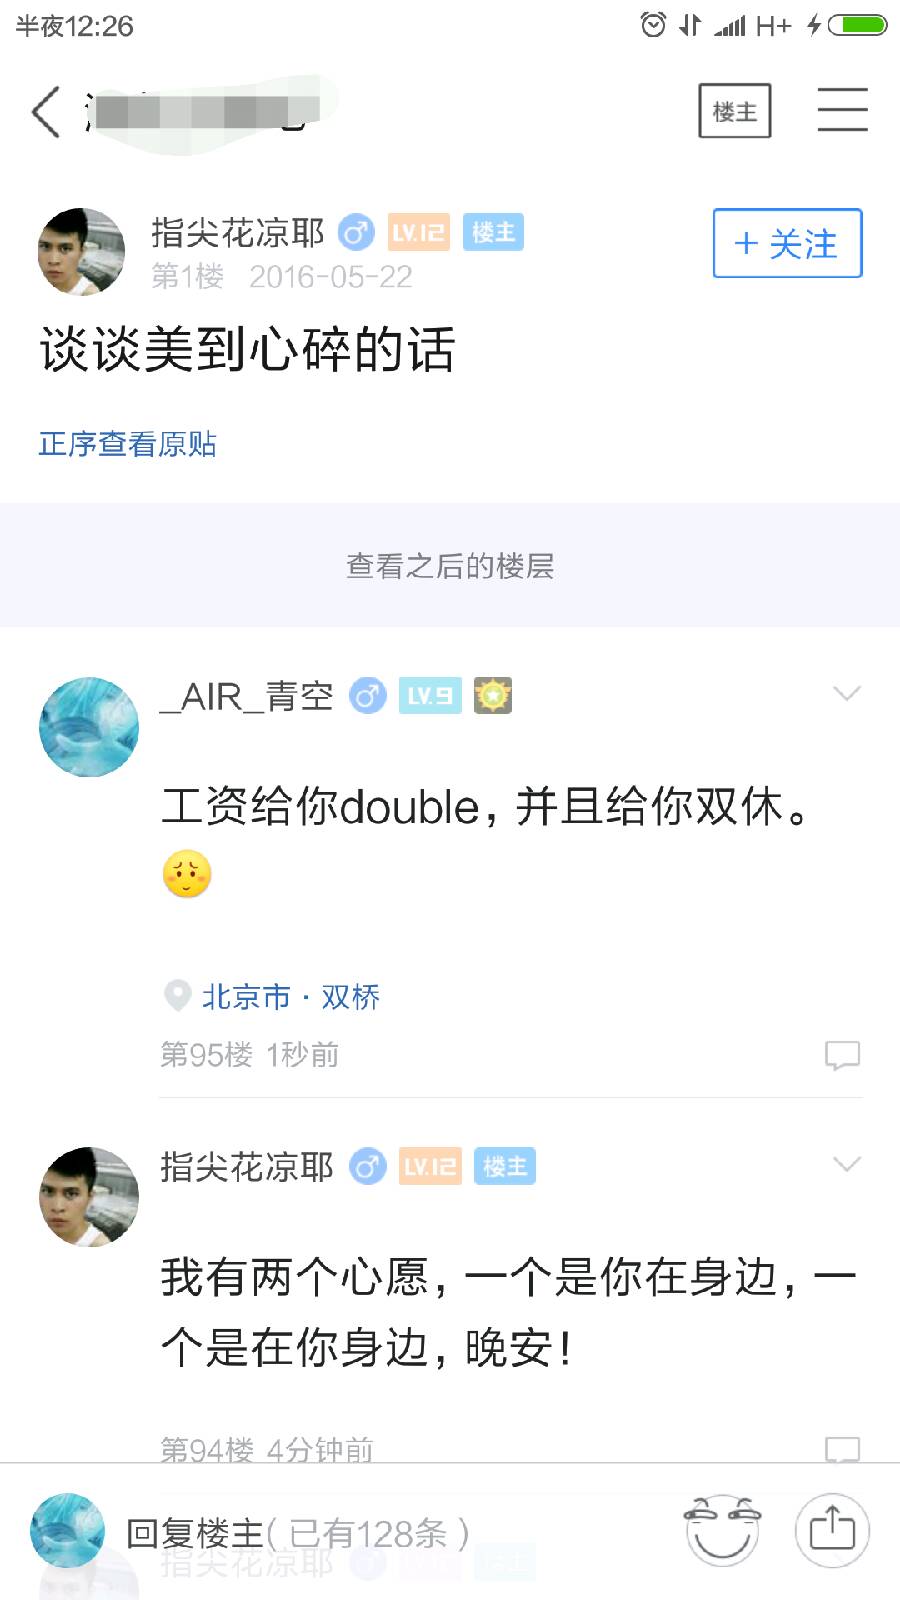 半夜12:26 H+
楼主
指尖花凉耶 LV.12 楼主
+ 关注
第1楼 2016-05-22
谈谈美到心碎的话
正序查看原贴
查看之后的楼层
_AIR_青空 LV.9
工资给你double，并且给你双休。
北京市 · 双桥
第95楼 1秒前
指尖花凉耶 LV.12 楼主
我有两个心愿，一个是你在身边，一
个是在你身边，晚安！
第94楼 4分钟前
回复楼主(已有128条)
指尖花凉耶